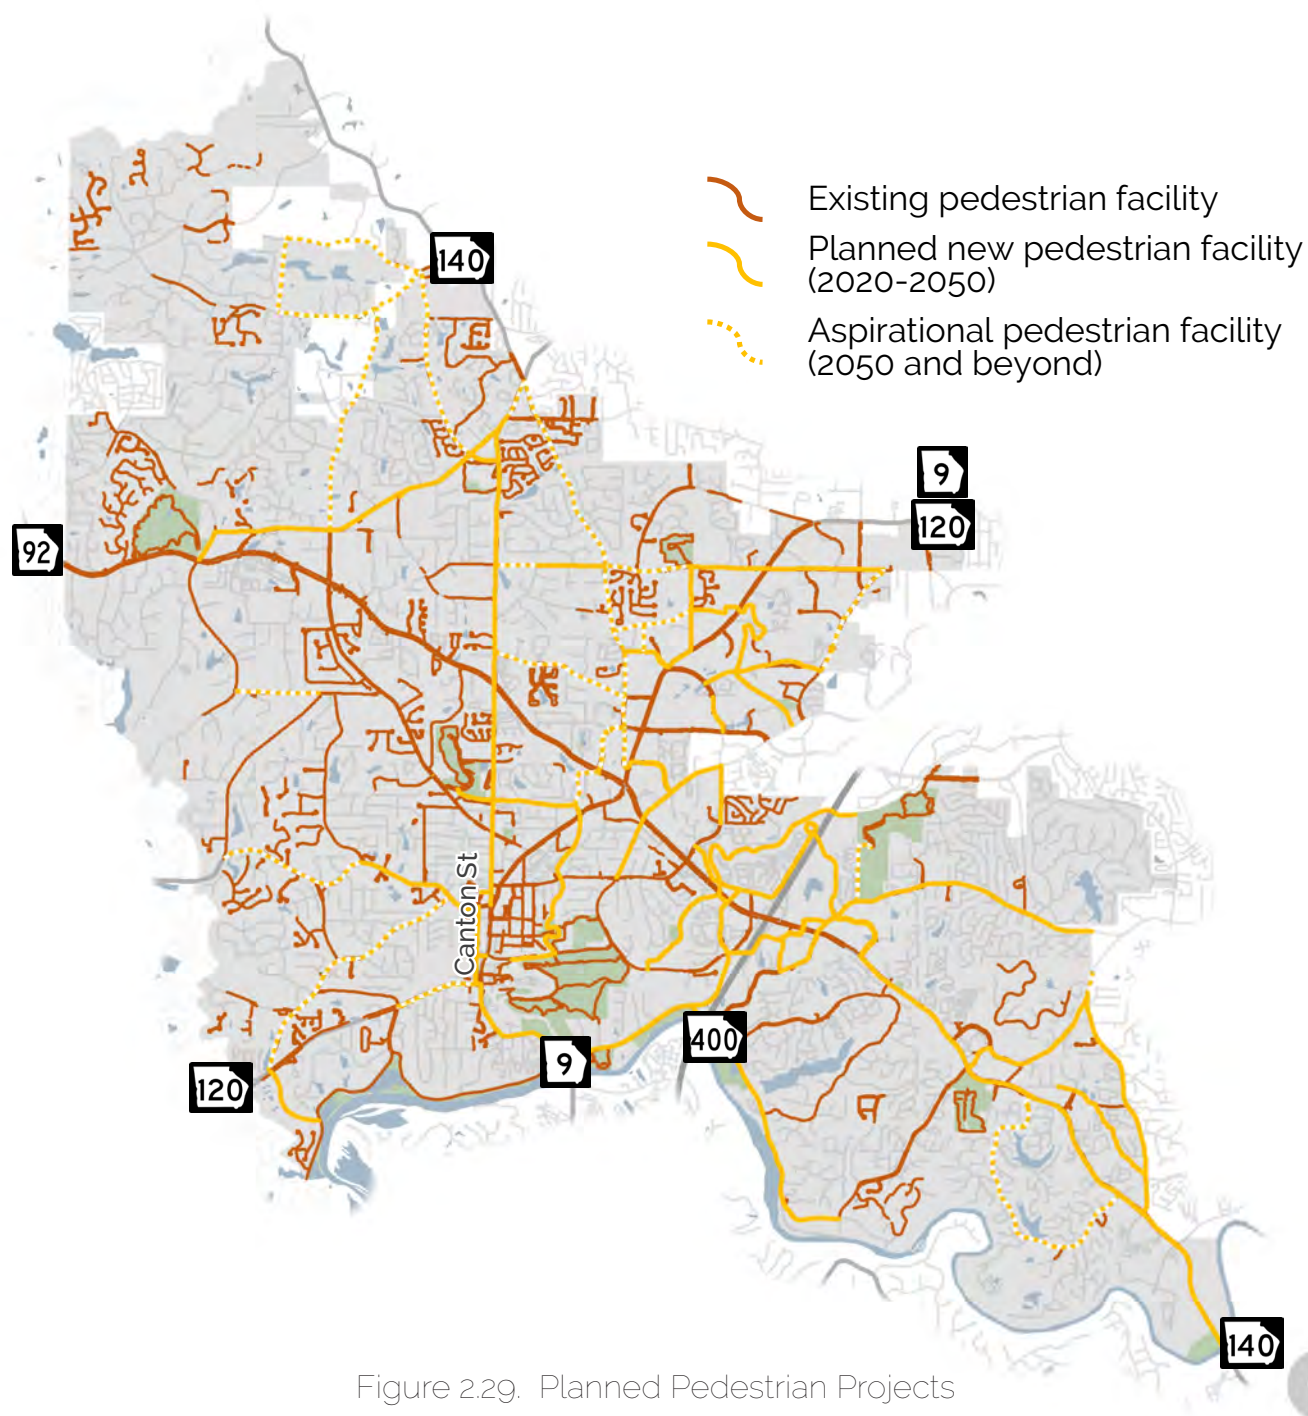 140
Existing pedestrian facility
Planned new pedestrian facility
(2020-2050)
Aspirational pedestrian facility
(2050 and beyond)
9
120
92
Canton St
400
9
120
140
Figure 2.29. Planned Pedestrian Projects